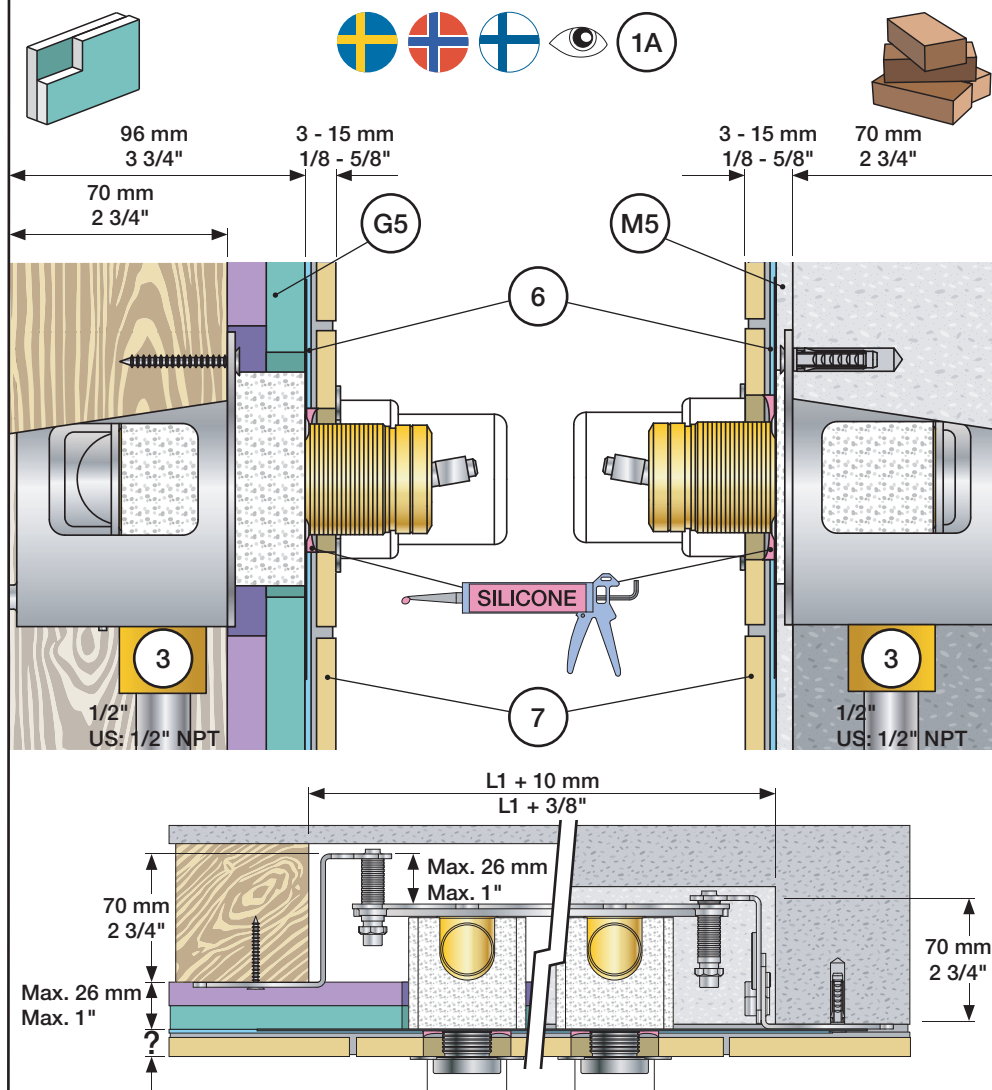 1A
96 mm
3 3/4"
3 - 15 mm
1/8 - 5/8"
3 - 15 mm
1/8 - 5/8"
70 mm
2 3/4"
70 mm
2 3/4"
G5
M5
6
SILICONE
3
3
7
1/2"
US: 1/2" NPT
1/2"
US: 1/2" NPT
L1 + 10 mm
L1 + 3/8"
Max. 26 mm
Max. 1"
70 mm
2 3/4"
70 mm
2 3/4"
Max. 26 mm
Max. 1"
?